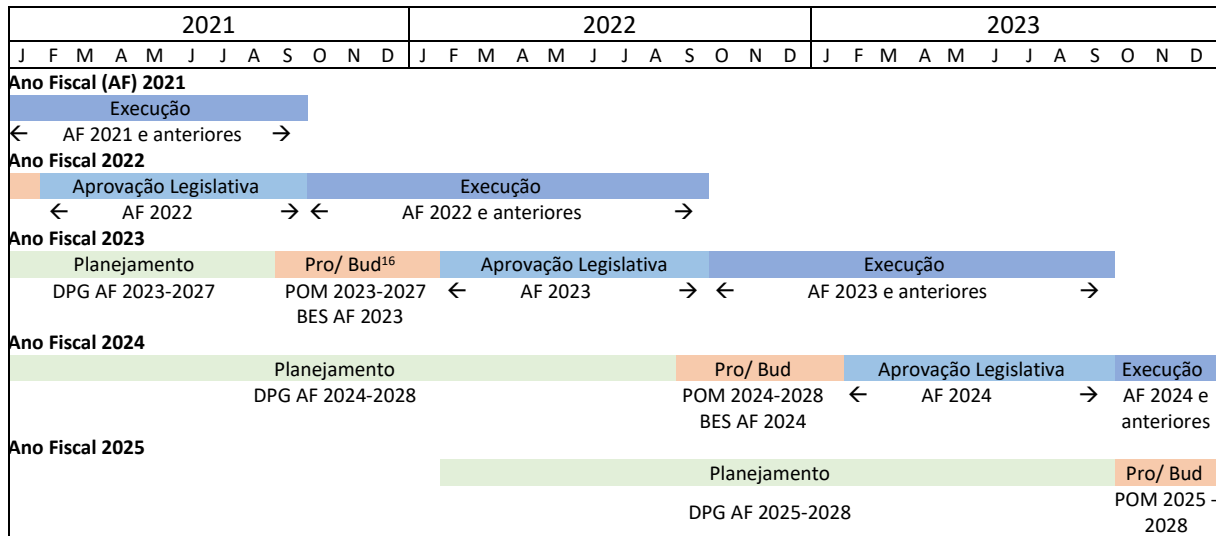 2021 2022 2023
J F M A M J J A S O N D J F M A M J J A S O N D J F M A M J J A S O N D
Ano Fiscal (AF) 2021
Execução
← AF 2021 e anteriores →
Ano Fiscal 2022
Aprovação Legislativa Execução
← AF 2022 → ← AF 2022 e anteriores →
Ano Fiscal 2023
Planejamento Pro/ Bud¹⁶ Aprovação Legislativa Execução
DPG AF 2023-2027 POM 2023-2027 ← AF 2023 → ← AF 2023 e anteriores →
BES AF 2023
Ano Fiscal 2024
Planejamento Pro/ Bud Aprovação Legislativa Execução
DPG AF 2024-2028 POM 2024-2028 ← AF 2024 → AF 2024 e
BES AF 2024 anteriores
Ano Fiscal 2025
Planejamento Pro/ Bud
DPG AF 2025-2028 POM 2025 -
2028